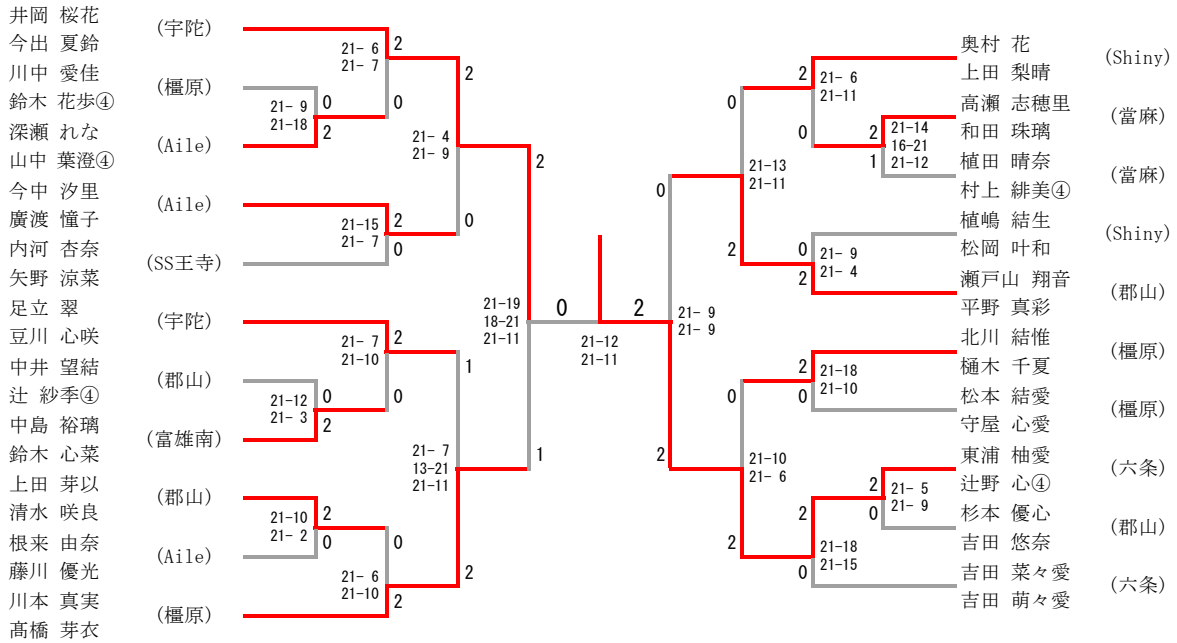 井岡 桜花
今出 夏鈴
(宇陀)
川中 愛佳
鈴木 花歩④
(橿原)
深瀬 れな
山中 葉澄④
(Aile)
今中 汐里
廣渡 憧子
(Aile)
内河 杏奈
矢野 涼菜
(SS王寺)
足立 翠
豆川 心咲
(宇陀)
中井 望結
辻 紗季④
(郡山)
中島 裕璃
鈴木 心菜
(富雄南)
上田 芽以
清水 咲良
(郡山)
根来 由奈
藤川 優光
(Aile)
川本 真実
髙橋 芽衣
(橿原)
21- 9
21-18
0
2
21-12
21- 3
0
2
21-10
21- 2
2
0
21- 6
21- 7
2
0
21-15
21- 7
2
0
21- 7
21-10
2
0
21- 6
21-10
0
2
21- 4
21- 9
2
0
21- 7
13-21
21-11
1
2
21-19
18-21
21-11
2
1
0
2
21-12
21-11
21- 9
21- 9
0
2
21-13
21-11
0
2
21-10
21- 6
0
2
21- 6
21-11
2
0
21- 9
21- 4
0
2
21-18
21-10
2
0
21-18
21-15
2
0
21-14
16-21
21-12
2
1
21- 5
21- 9
2
0
奥村 花
上田 梨晴
(Shiny)
高瀨 志穂里
和田 珠璃
(當麻)
植田 晴奈
村上 緋美④
(當麻)
植嶋 結生
松岡 叶和
(Shiny)
瀬戸山 翔音
平野 真彩
(郡山)
北川 結惟
樋木 千夏
(橿原)
松本 結愛
守屋 心愛
(橿原)
東浦 柚愛
辻野 心④
(六条)
杉本 優心
吉田 悠奈
(郡山)
吉田 菜々愛
吉田 萌々愛
(六条)